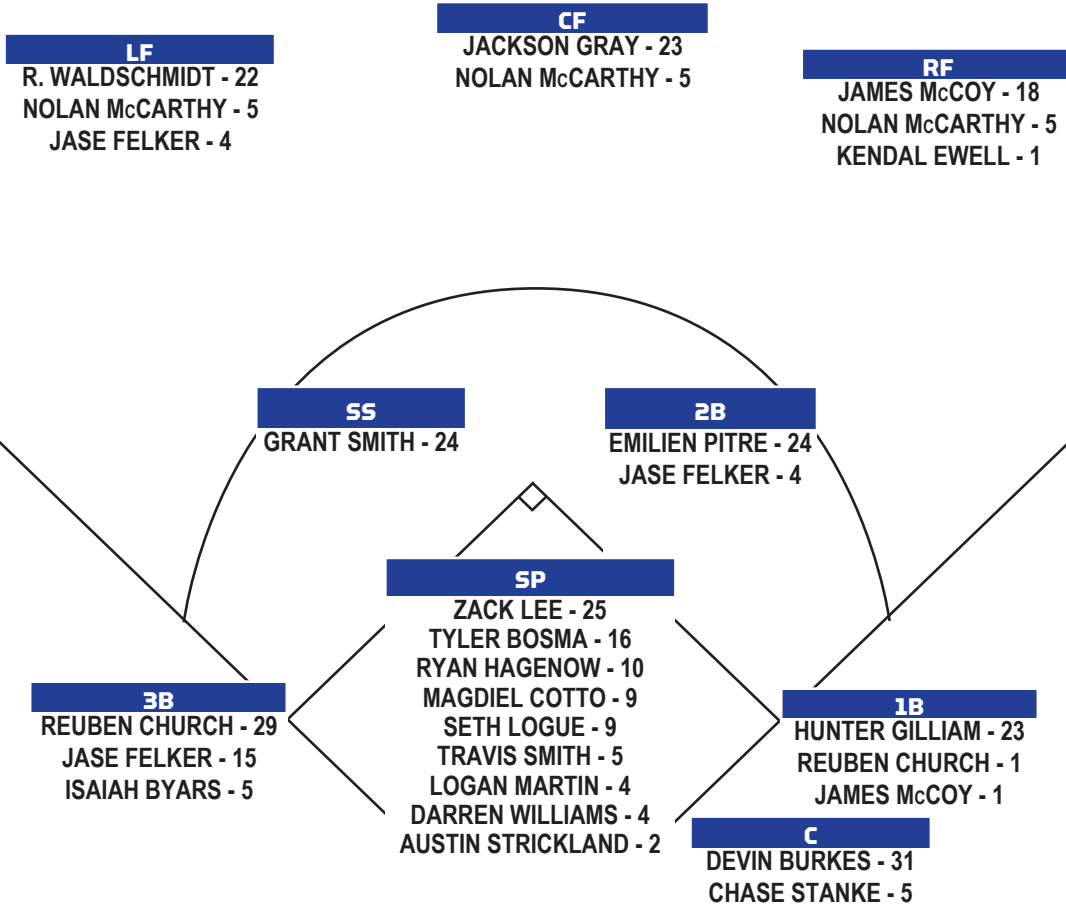 CF
JACKSON GRAY - 23
NOLAN McCARTHY - 5
LF
R. WALDSCHMIDT - 22
NOLAN McCARTHY - 5
JASE FELKER - 4
RF
JAMES McCOY - 18
NOLAN McCARTHY - 5
KENDAL EWELL - 1
SS
GRANT SMITH - 24
2B
EMILIEN PITRE - 24
JASE FELKER - 4
SP
ZACK LEE - 25
TYLER BOSMA - 16
RYAN HAGENOW - 10
MAGDIEL COTTO - 9
SETH LOGUE - 9
TRAVIS SMITH - 5
LOGAN MARTIN - 4
DARREN WILLIAMS - 4
AUSTIN STRICKLAND - 2
3B
REUBEN CHURCH - 29
JASE FELKER - 15
ISAIAH BYARS - 5
1B
HUNTER GILLIAM - 23
REUBEN CHURCH - 1
JAMES McCOY - 1
C
DEVIN BURKES - 31
CHASE STANKE - 5